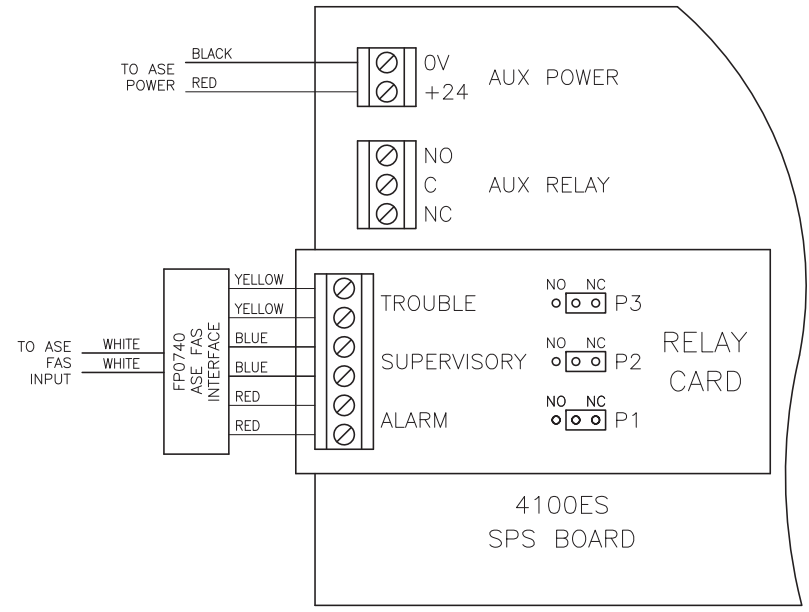 BLACK
TO ASE
POWER
RED
0V
+24
AUX POWER
NO
C
NC
AUX RELAY
TO ASE
FAS
INPUT
WHITE
WHITE
FP0740
ASE FAS
INTERFACE
YELLOW
YELLOW
BLUE
BLUE
RED
RED
TROUBLE
SUPERVISORY
ALARM
NO NC
P3
NO NC
P2
NO NC
P1
RELAY
CARD
4100ES
SPS BOARD